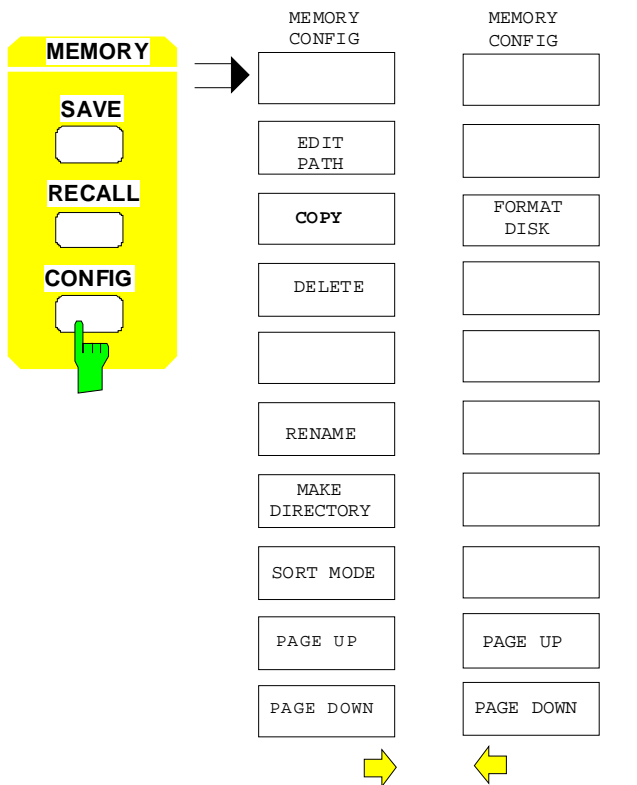 MEMORY
SAVE
RECALL
CONFIG
MEMORY
CONFIG
EDIT
PATH
COPY
DELETE
RENAME
MAKE
DIRECTORY
SORT MODE
PAGE UP
PAGE DOWN
MEMORY
CONFIG
FORMAT
DISK
PAGE UP
PAGE DOWN